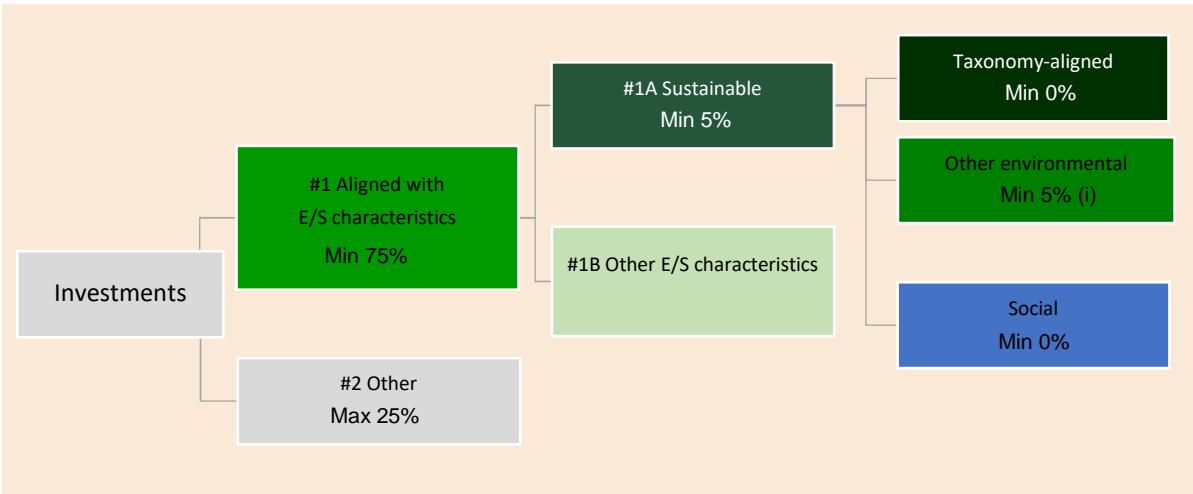 Investments
#1 Aligned with
E/S characteristics
Min 75%
#2 Other
Max 25%
#1A Sustainable
Min 5%
#1B Other E/S characteristics
Taxonomy-aligned
Min 0%
Other environmental
Min 5% (i)
Social
Min 0%